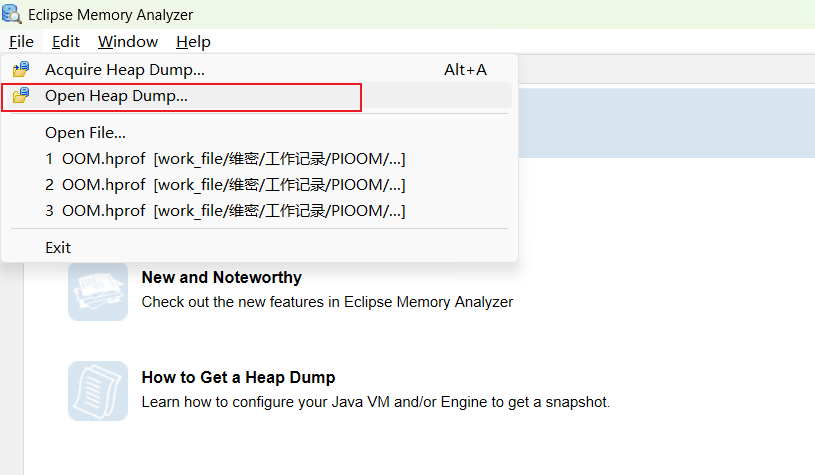 Eclipse Memory Analyzer
File Edit Window Help
Acquire Heap Dump... Alt+A
Open Heap Dump...
Open File...
1 OOM.hprof [work_file/维密/工作记录/PIOOM/...]
2 OOM.hprof [work_file/维密/工作记录/PIOOM/...]
3 OOM.hprof [work_file/维密/工作记录/PIOOM/...]
Exit
New and Noteworthy
Check out the new features in Eclipse Memory Analyzer
How to Get a Heap Dump
Learn how to configure your Java VM and/or Engine to get a snapshot.